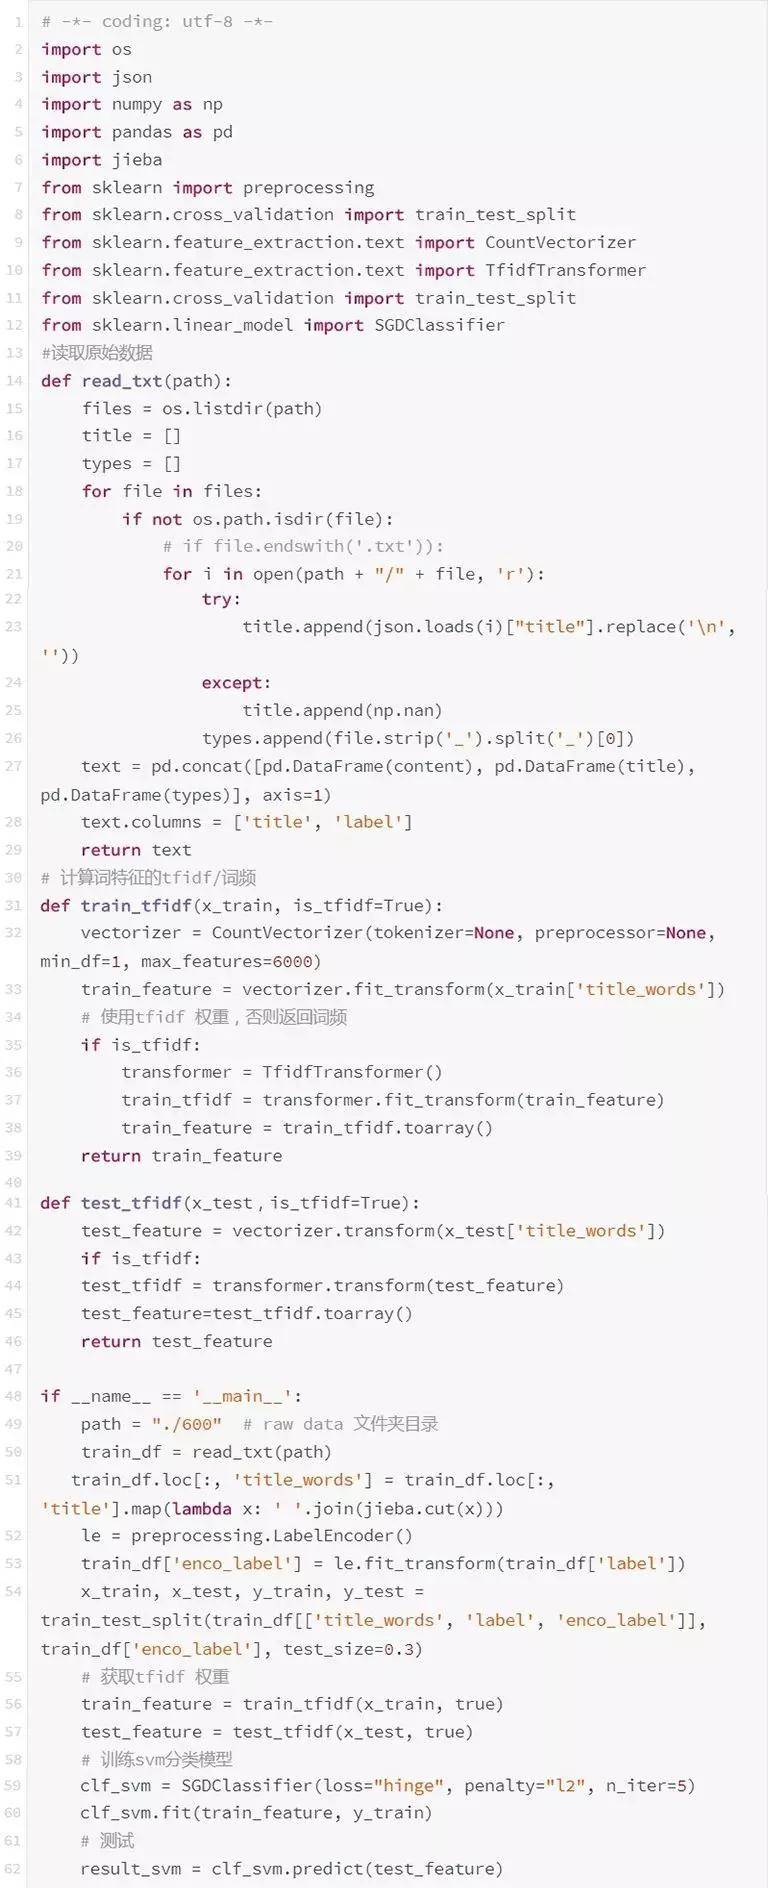 1 # -*- coding: utf-8 -*-
2 import os
3 import json
4 import numpy as np
5 import pandas as pd
6 import jieba
7 from sklearn import preprocessing
8 from sklearn.cross_validation import train_test_split
9 from sklearn.feature_extraction.text import CountVectorizer
10 from sklearn.feature_extraction.text import TfidfTransformer
11 from sklearn.cross_validation import train_test_split
12 from sklearn.linear_model import SGDClassifier
13 #读取原始数据
14 def read_txt(path):
15     files = os.listdir(path)
16     title = []
17     types = []
18     for file in files:
19         if not os.path.isdir(file):
20             # if file.endswith('.txt')):
21             for i in open(path + "/" + file, 'r'):
22                 try:
23                     title.append(json.loads(i)["title"].replace('\n',
''))
24                 except:
25                     title.append(np.nan)
26                 types.append(file.strip('_').split('_')[0])
27     text = pd.concat([pd.DataFrame(content), pd.DataFrame(title),
pd.DataFrame(types)], axis=1)
28     text.columns = ['title', 'label']
29     return text
30 # 计算词特征的tfidf/词频
31 def train_tfidf(x_train, is_tfidf=True):
32     vectorizer = CountVectorizer(tokenizer=None, preprocessor=None,
min_df=1, max_features=6000)
33     train_feature = vectorizer.fit_transform(x_train['title_words'])
34     # 使用tfidf 权重，否则返回词频
35     if is_tfidf:
36         transformer = TfidfTransformer()
37         train_tfidf = transformer.fit_transform(train_feature)
38         train_feature = train_tfidf.toarray()
39     return train_feature
40
41 def test_tfidf(x_test，is_tfidf=True):
42     test_feature = vectorizer.transform(x_test['title_words'])
43     if is_tfidf:
44     test_tfidf = transformer.transform(test_feature)
45     test_feature=test_tfidf.toarray()
46     return test_feature
47
48 if __name__ == '__main__':
49     path = "./600"  # raw data 文件夹目录
50     train_df = read_txt(path)
51    train_df.loc[:, 'title_words'] = train_df.loc[:,
'title'].map(lambda x: ' '.join(jieba.cut(x)))
52     le = preprocessing.LabelEncoder()
53     train_df['enco_label'] = le.fit_transform(train_df['label'])
54     x_train, x_test, y_train, y_test =
train_test_split(train_df[['title_words', 'label', 'enco_label']],
train_df['enco_label'], test_size=0.3)
55     # 获取tfidf 权重
56     train_feature = train_tfidf(x_train, true)
57     test_feature = test_tfidf(x_test, true)
58     # 训练svm分类模型
59     clf_svm = SGDClassifier(loss="hinge", penalty="l2", n_iter=5)
60     clf_svm.fit(train_feature, y_train)
61     # 测试
62     result_svm = clf_svm.predict(test_feature)